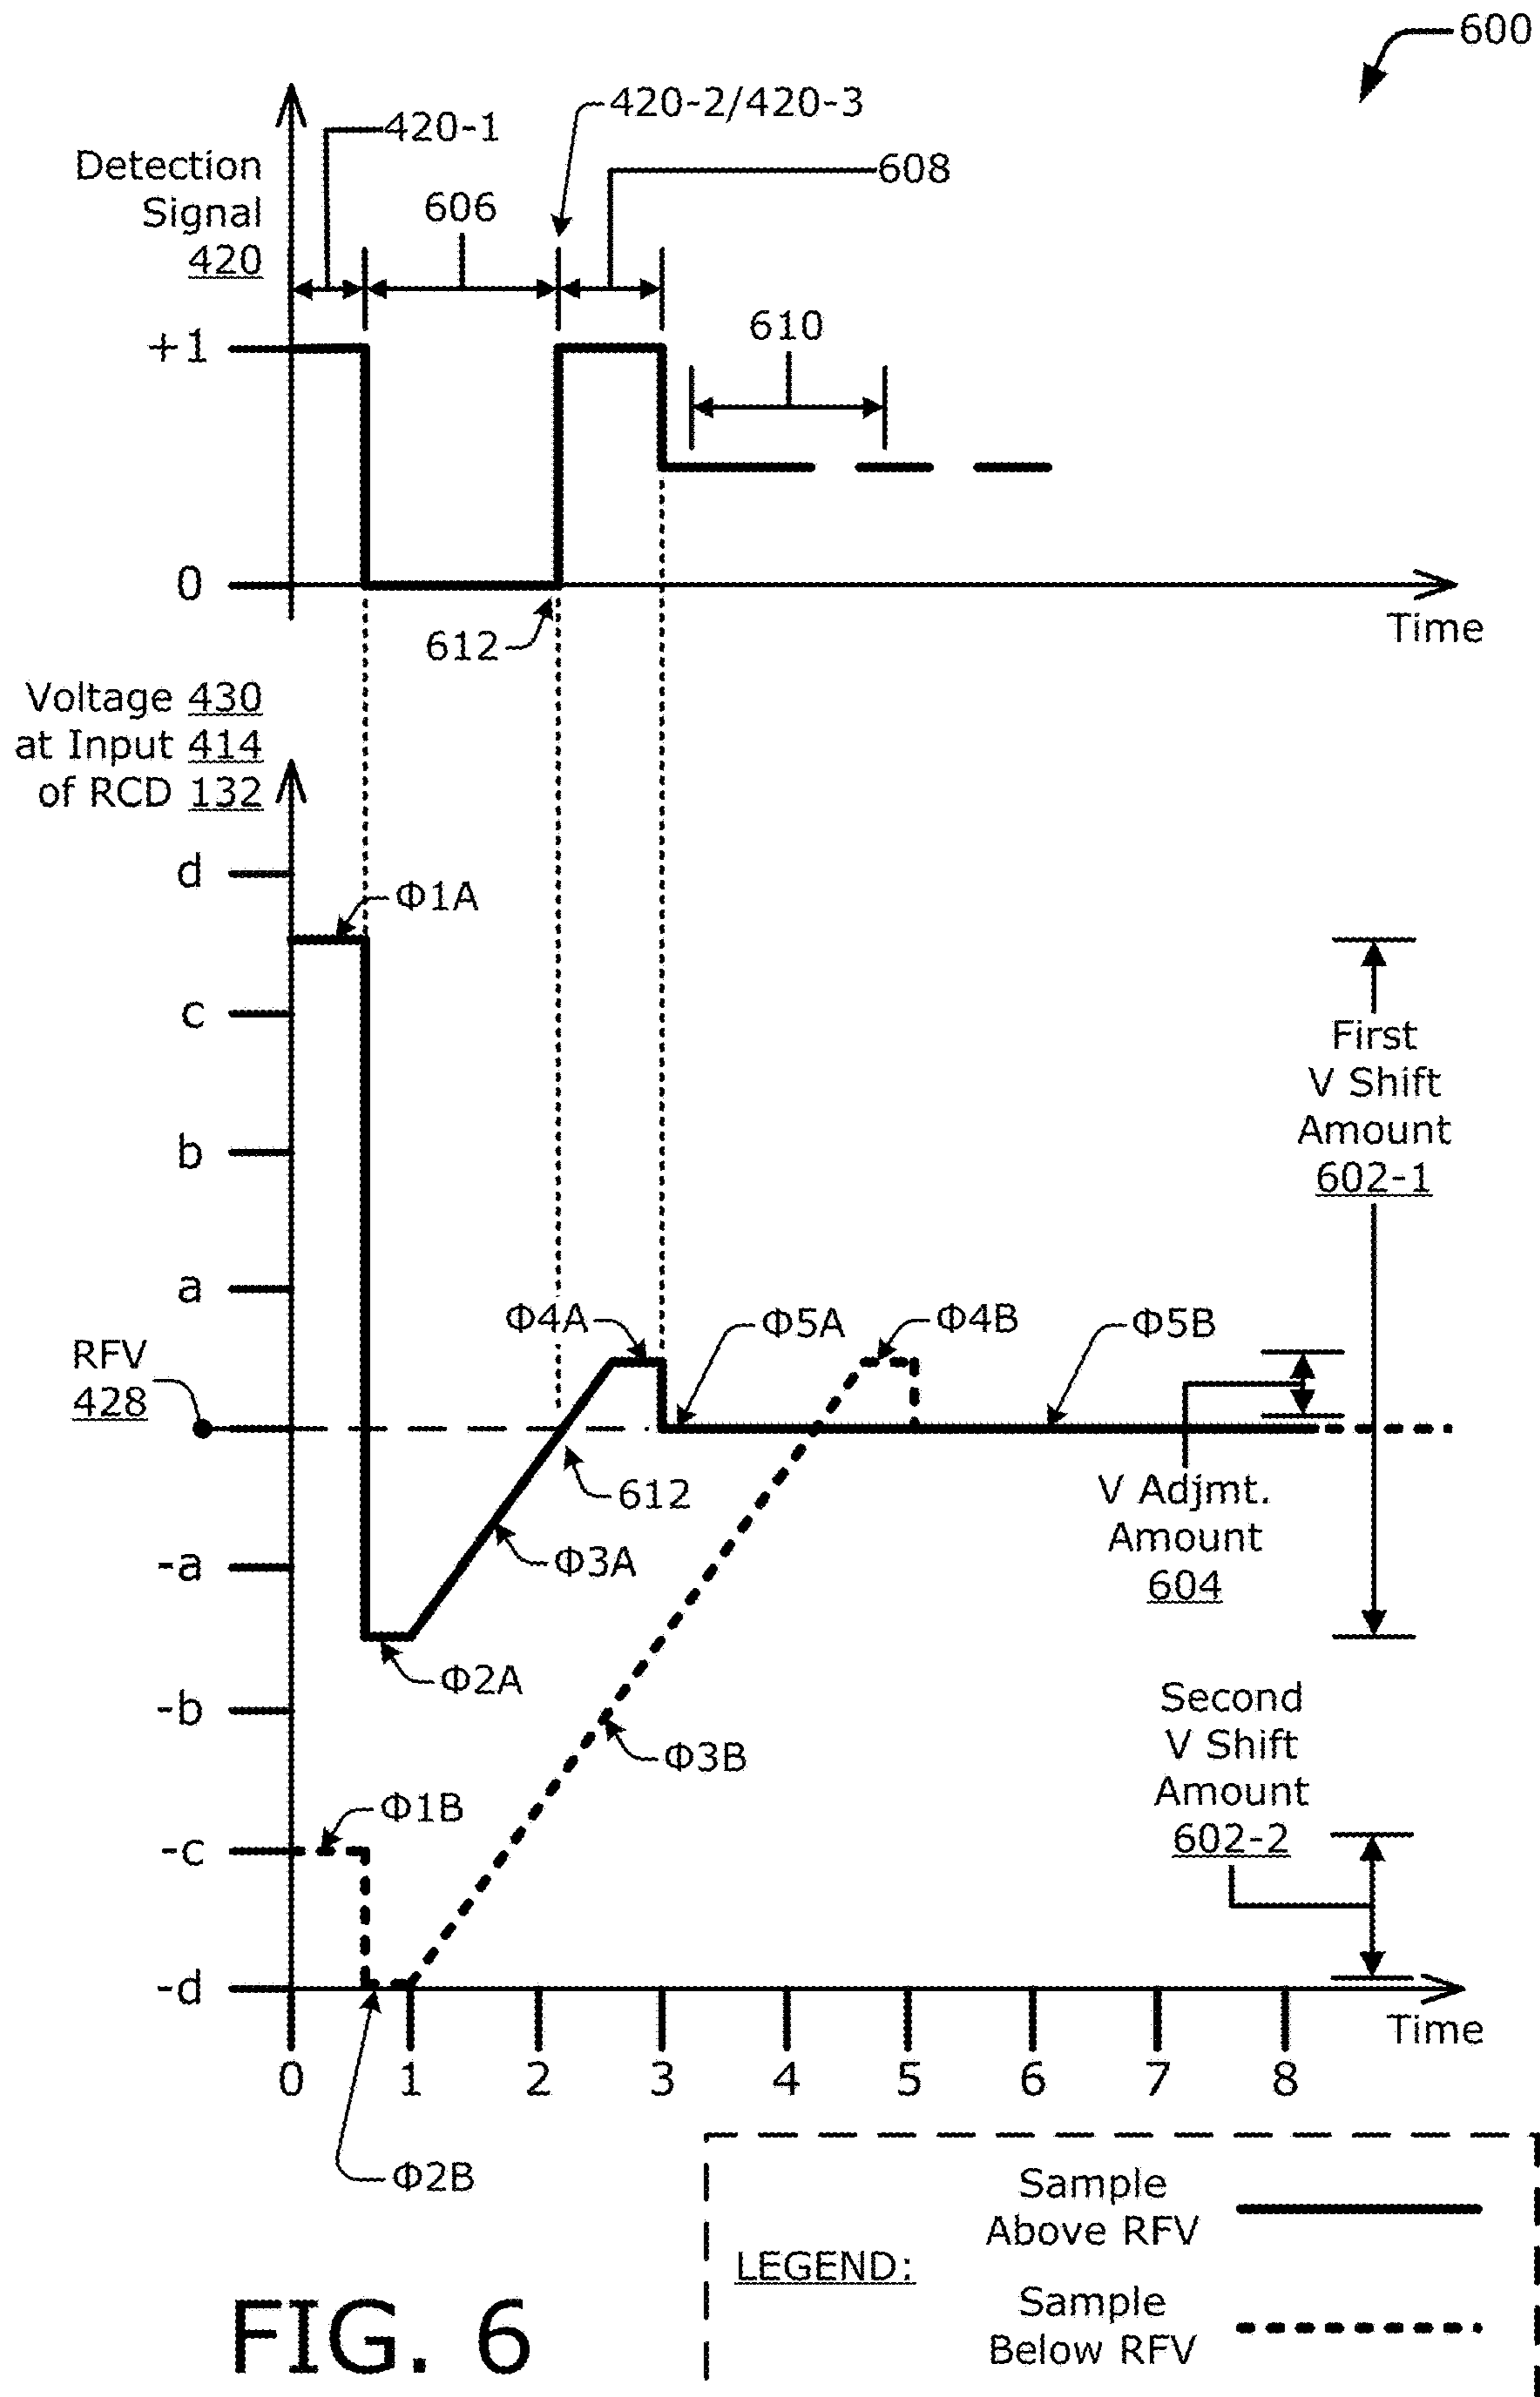 600
420-1
420-2/420-3
Detection
Signal
420
606
608
610
+1
0
612
Time
Voltage 430
at Input 414
of RCD 132
d
Φ1A
c
b
a
First
V Shift
Amount
602-1
RFV
428
Φ4A
Φ5A
Φ4B
Φ5B
612
V Adjmt.
Amount
604
-a
Φ3A
Φ2A
-b
Φ3B
Second
V Shift
Amount
602-2
Φ1B
-c
-d
Time
0 1 2 3 4 5 6 7 8
Φ2B
LEGEND:
Sample
Above RFV
Sample
Below RFV
FIG. 6